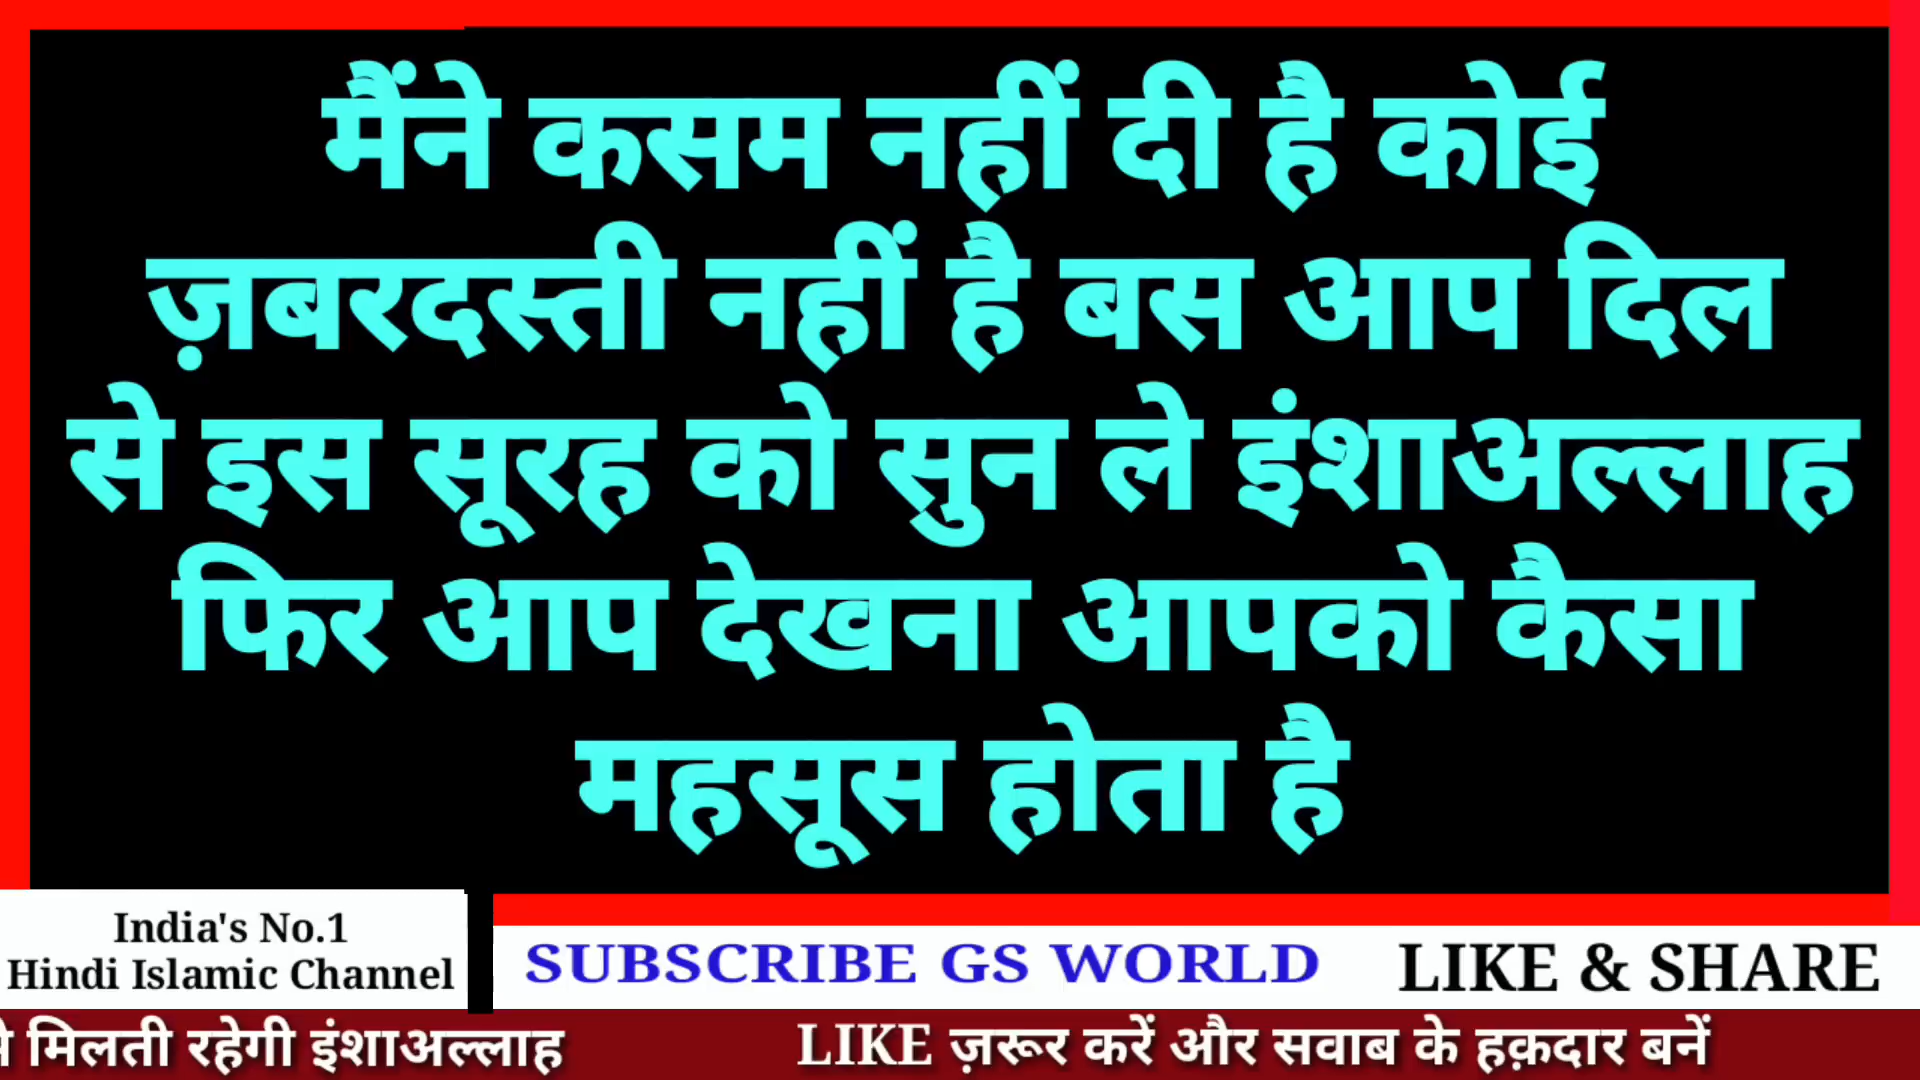 मैंने कसम नहीं दी है कोई
ज़बरदस्ती नहीं है बस आप दिल
से इस सूरह को सुन ले इंशाअल्लाह
फिर आप देखना आपको कैसा
महसूस होता है
India's No.1
Hindi Islamic Channel
SUBSCRIBE GS WORLD
LIKE & SHARE
मिलती रहेगी इंशाअल्लाह
LIKE ज़रूर करें और सवाब के हक़दार बनें